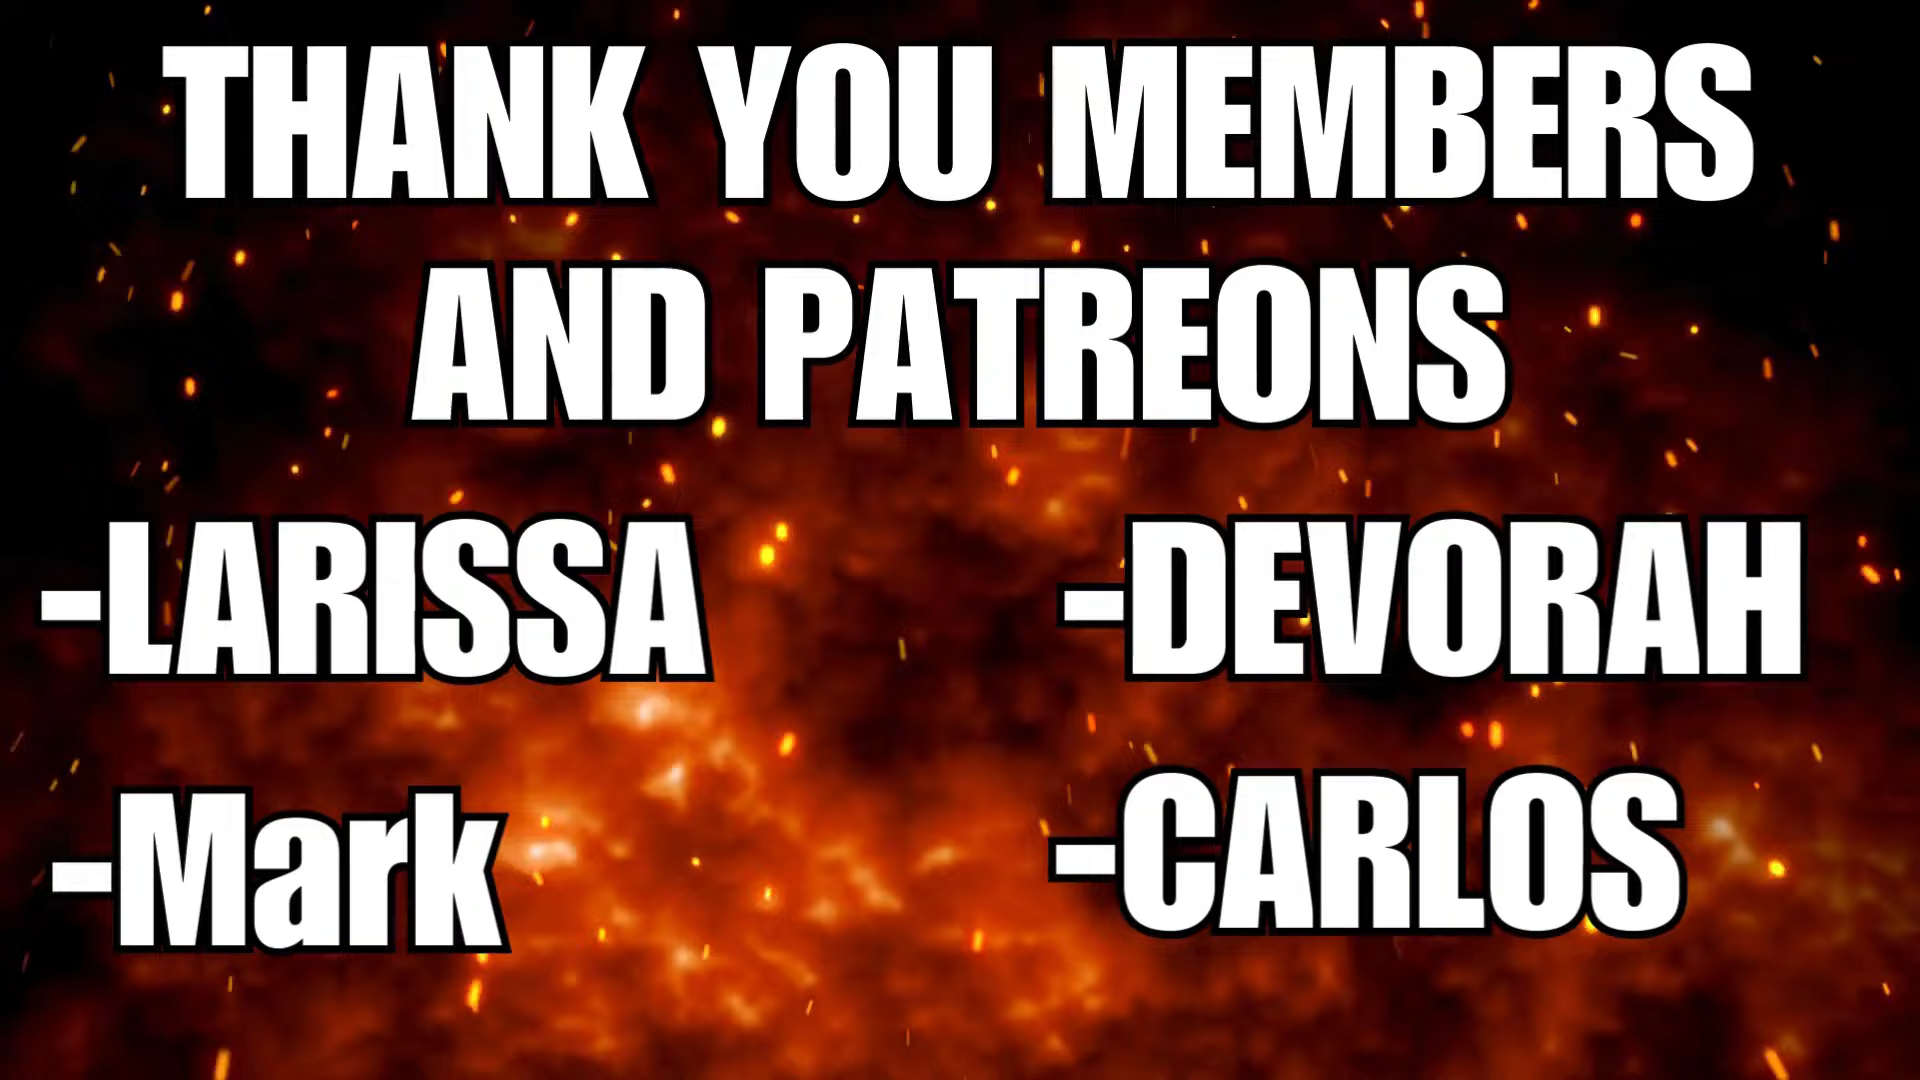 THANK YOU MEMBERS
AND PATREONS
-LARISSA
-DEVORAH
-Mark
-CARLOS